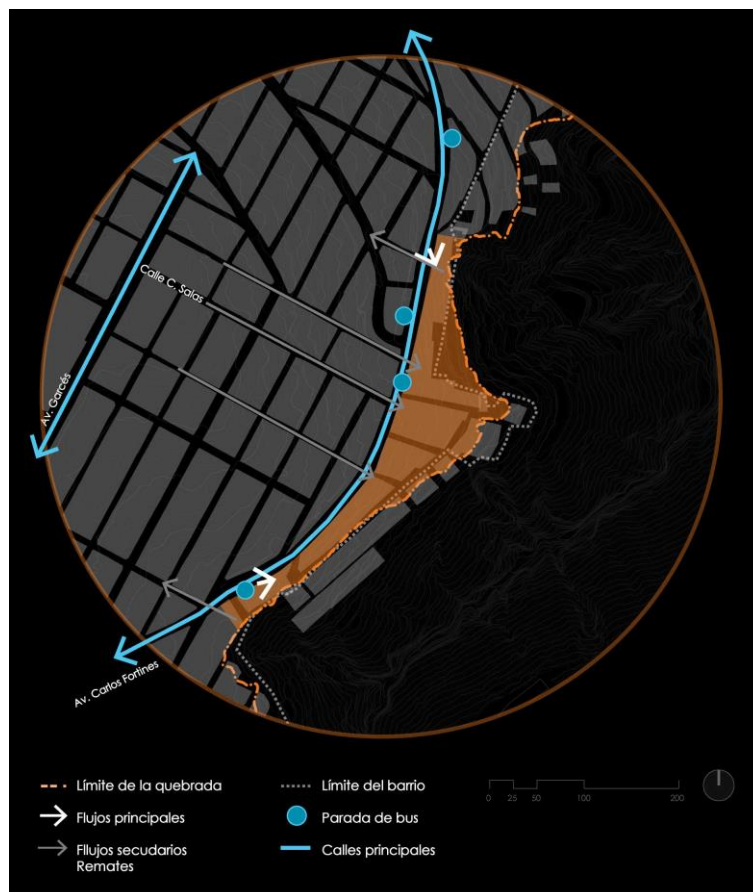 Calle C. Salas
Av. Garcés
Av. Carlos Fortines
Límite de la quebrada
Límite del barrio
Flujos principales
Parada de bus
Fllujos secudarios
Remates
Calles principales
0 25 50 100 200